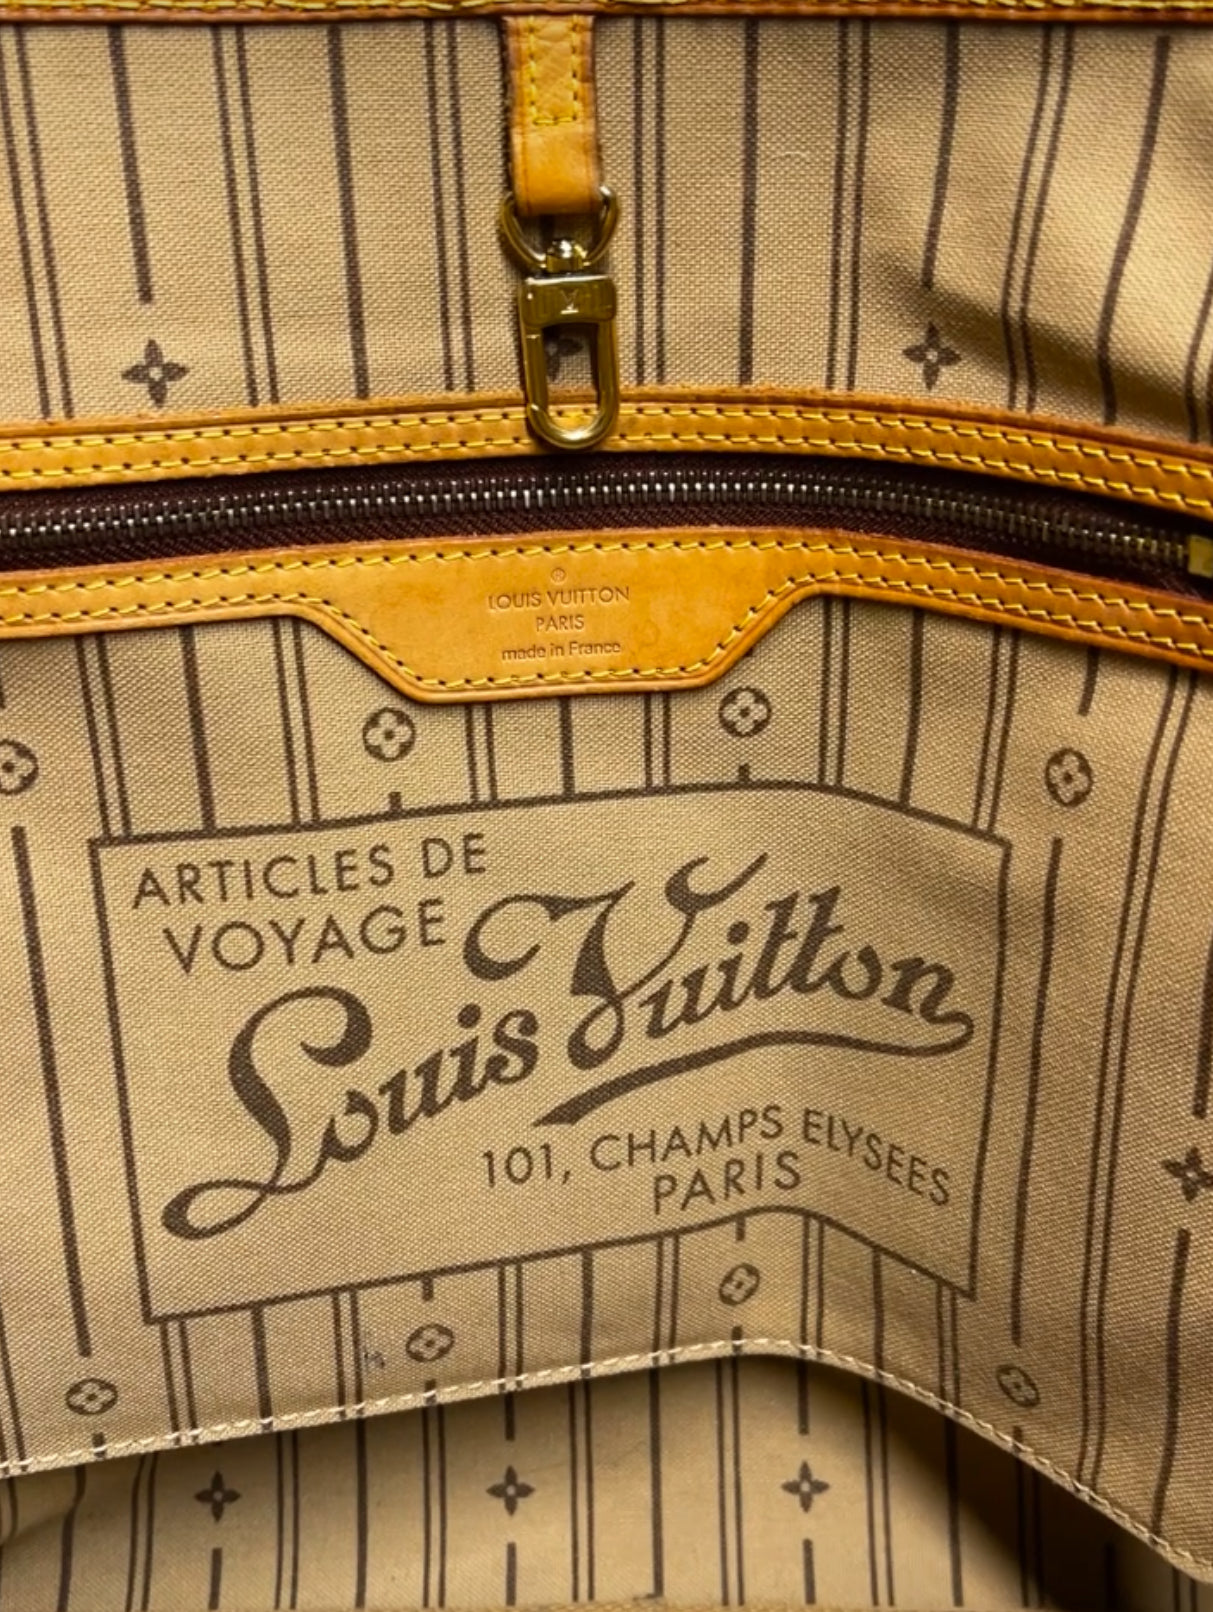 ®
LOUIS VUITTON
PARIS
made in France
ARTICLES DE
VOYAGE
Louis Vuitton
101, CHAMPS ELYSEES
PARIS